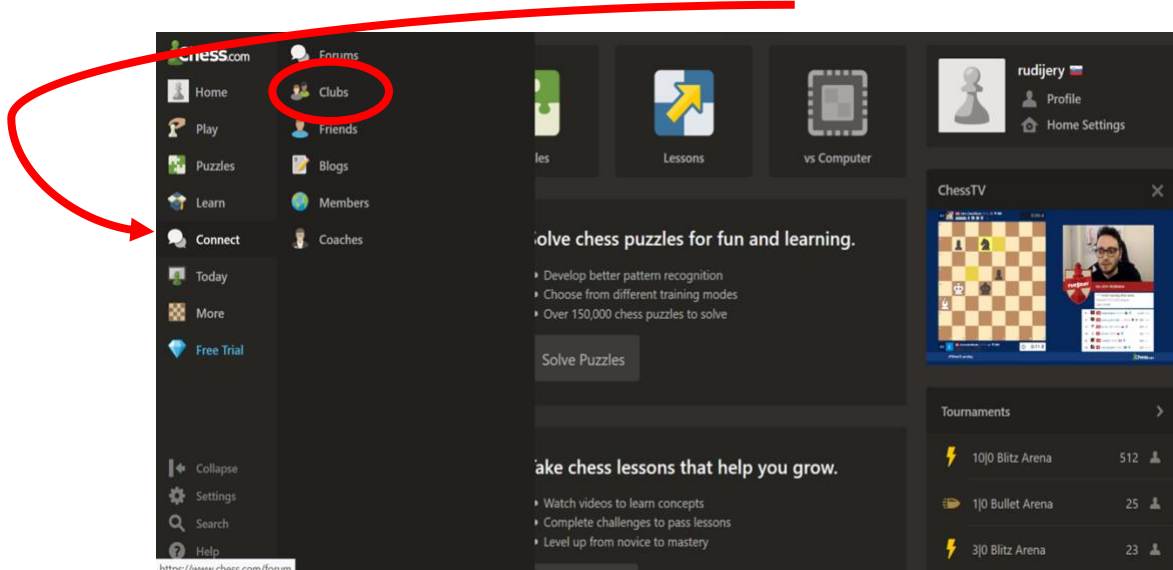 Chess.com
Home
Play
Puzzles
Learn
Connect
Today
More
Free Trial
Collapse
Settings
Search
Help
https://www.chess.com/forum
Forums
Clubs
Friends
Blogs
Members
Coaches
les
Lessons
vs Computer
Solve chess puzzles for fun and learning.
Develop better pattern recognition
Choose from different training modes
Over 150,000 chess puzzles to solve
Solve Puzzles
Take chess lessons that help you grow.
Watch videos to learn concepts
Complete challenges to pass lessons
Level up from novice to mastery
rudijery
Profile
Home Settings
ChessTV
Tournaments
10|0 Blitz Arena 512
1|0 Bullet Arena 25
3|0 Blitz Arena 23